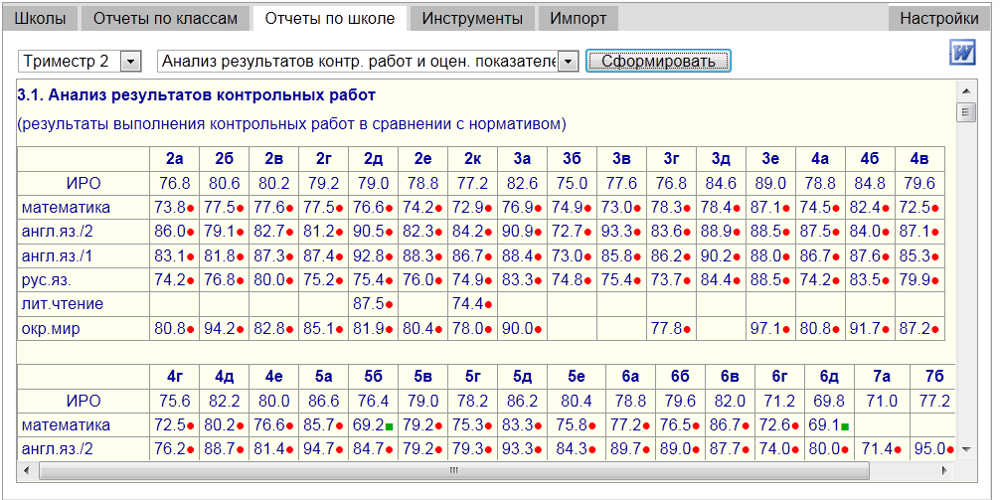 Школы Отчеты по классам Отчеты по школе Инструменты Импорт Настройки
Триместр 2 Анализ результатов контр. работ и оцен. показателе Сформировать W
3.1. Анализ результатов контрольных работ
(результаты выполнения контрольных работ в сравнении с нормативом)
2а 2б 2в 2г 2д 2е 2к 3а 3б 3в 3г 3д 3е 4а 4б 4в
ИРО 76.8 80.6 80.2 79.2 79.0 78.8 77.2 82.6 75.0 77.6 76.8 84.6 89.0 78.8 84.8 79.6
математика 73.8● 77.5● 77.6● 77.5● 76.6● 74.2● 72.9● 76.9● 74.9● 73.0● 78.3● 78.4● 87.1● 74.5● 82.4● 72.5●
англ.яз./2 86.0● 79.1● 82.7● 81.2● 90.5● 82.3● 84.2● 90.9● 72.7● 93.3● 83.6● 88.9● 88.5● 87.5● 84.0● 87.1●
англ.яз./1 83.1● 81.8● 87.3● 87.4● 92.8● 88.3● 86.7● 88.4● 73.0● 85.8● 86.2● 90.2● 88.0● 86.7● 87.6● 85.3●
рус.яз. 74.2● 76.8● 80.0● 75.2● 75.4● 76.0● 74.9● 83.3● 74.8● 75.4● 73.7● 84.4● 88.5● 74.2● 83.5● 79.9●
лит.чтение 87.5● 74.4●
окр.мир 80.8● 94.2● 82.8● 85.1● 81.9● 80.4● 78.0● 90.0● 77.8● 97.1● 80.8● 91.7● 87.2●
4г 4д 4е 5а 5б 5в 5г 5д 5е 6а 6б 6в 6г 6д 7а 7б
ИРО 75.6 82.2 80.0 86.6 76.4 79.0 78.2 86.2 80.4 78.8 79.6 82.0 71.2 69.8 71.0 77.2
математика 72.5● 80.2● 76.6● 85.7● 69.2■ 79.2● 75.3● 83.3● 75.8● 77.2● 76.5● 86.7● 72.6● 69.1■
англ.яз./2 76.2● 88.7● 81.4● 94.7● 84.7● 79.2● 79.3● 93.3● 84.3● 89.7● 89.0● 87.7● 74.0● 80.0● 71.4● 95.0●